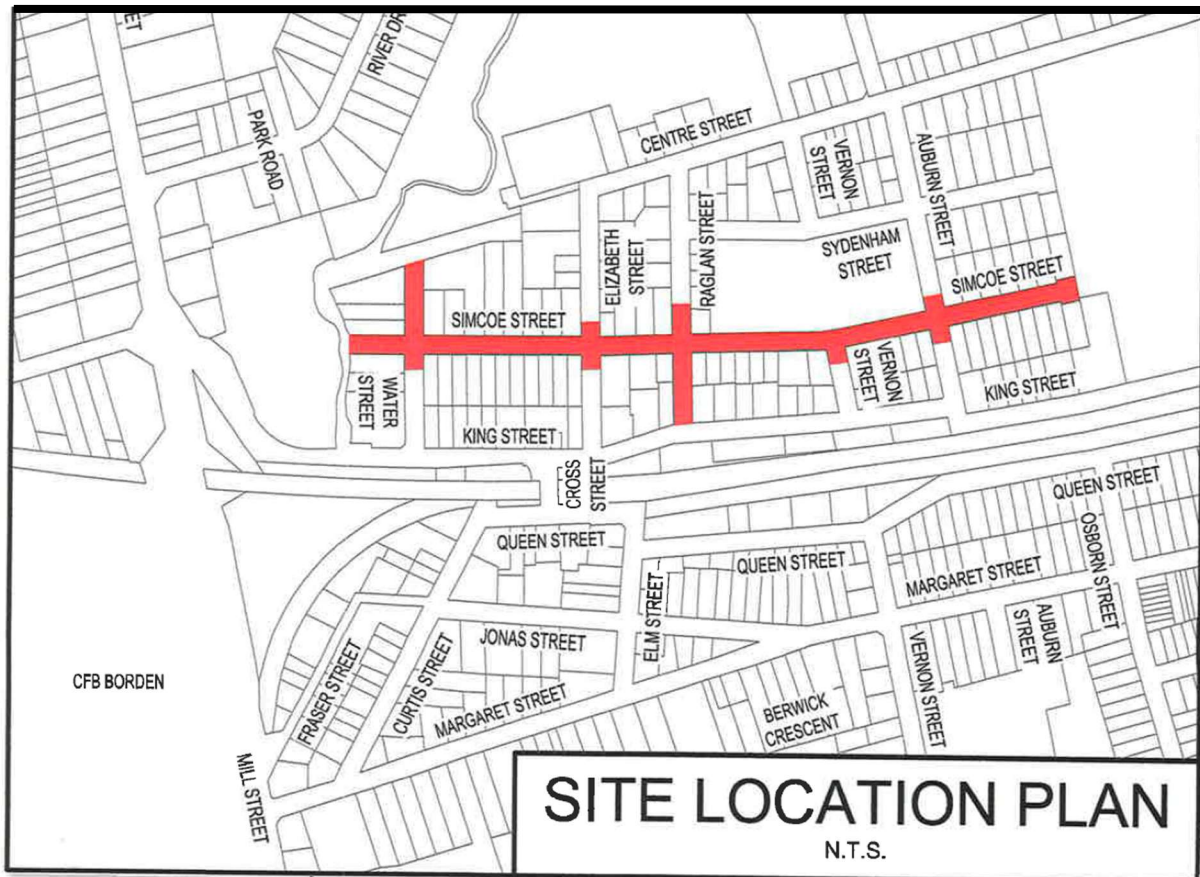 ET
RIVER DR
PARK ROAD
CENTRE STREET
VERNON
STREET
AUBURN STREET
ELIZABETH
STREET
RAGLAN STREET
SYDENHAM
STREET
SIMCOE STREET
SIMCOE STREET
WATER
STREET
VERNON
STREET
KING STREET
KING STREET
CROSS
STREET
QUEEN STREET
QUEEN STREET
QUEEN STREET
OSBORN STREET
MARGARET STREET
ELM STREET
JONAS STREET
AUBURN
STREET
VERNON STREET
CFB BORDEN
FRASER STREET
CURTIS STREET
MARGARET STREET
BERWICK
CRESCENT
MILL STREET
SITE LOCATION PLAN
N.T.S.